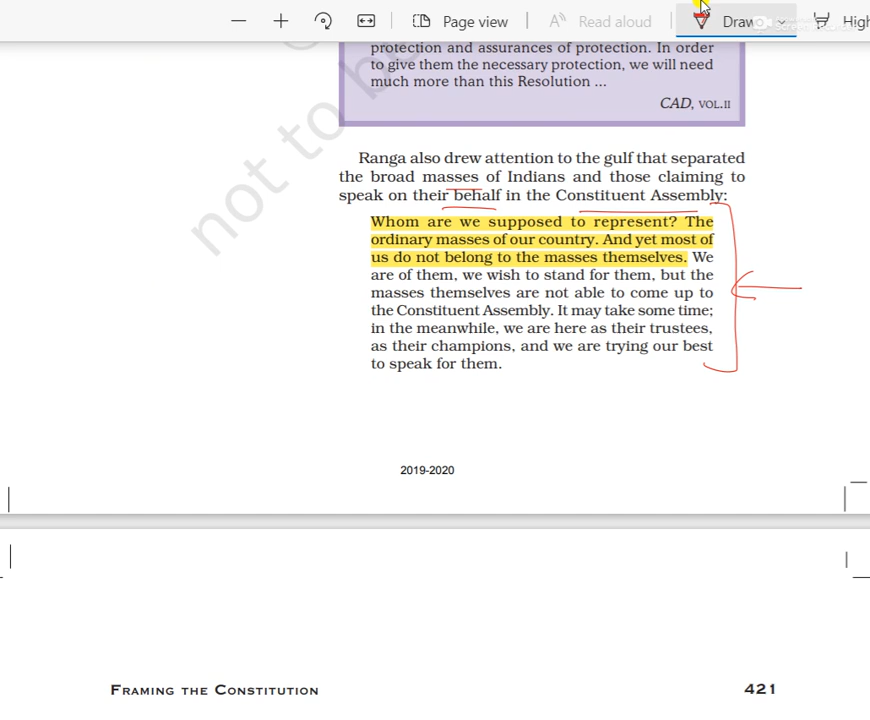 Page view
Read aloud
Draw
High
protection and assurances of protection. In order
to give them the necessary protection, we will need
much more than this Resolution ...
CAD, VOL.II
not to be
Ranga also drew attention to the gulf that separated
the broad masses of Indians and those claiming to
speak on their behalf in the Constituent Assembly:
Whom are we supposed to represent? The
ordinary masses of our country. And yet most of
us do not belong to the masses themselves. We
are of them, we wish to stand for them, but the
masses themselves are not able to come up to
the Constituent Assembly. It may take some time;
in the meanwhile, we are here as their trustees,
as their champions, and we are trying our best
to speak for them.
2019-2020
FRAMING THE CONSTITUTION
421